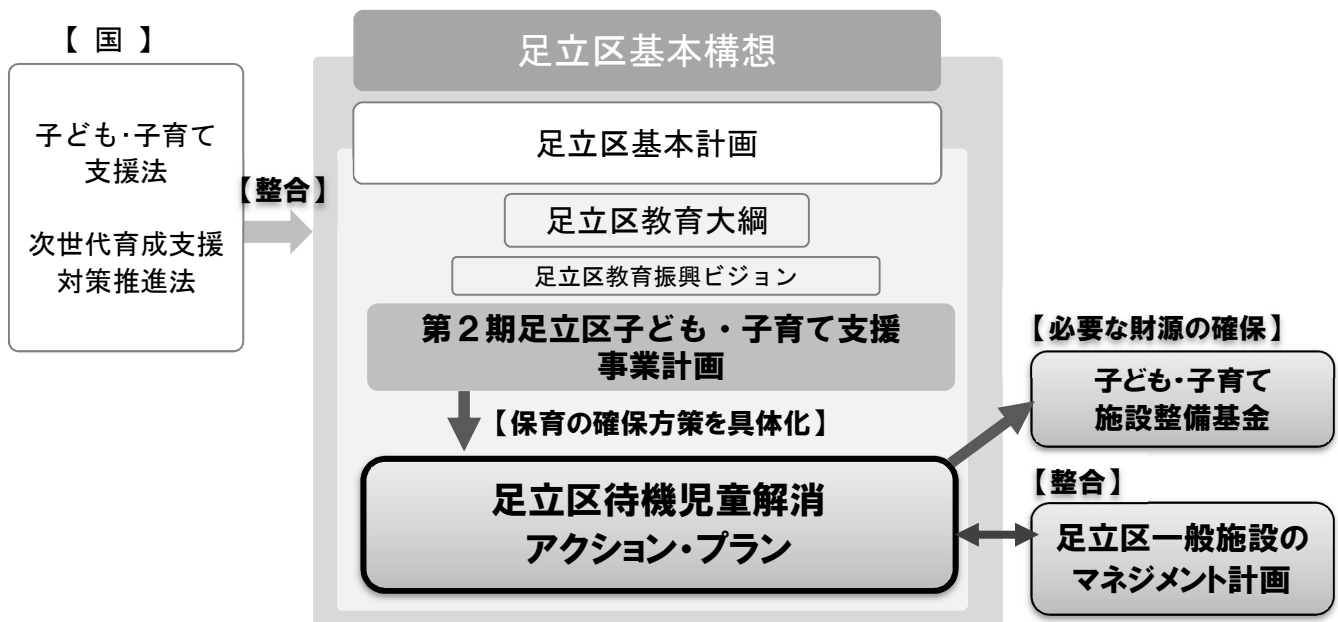 【 国 】
子ども・子育て
支援法
次世代育成支援
対策推進法
【整合】
足立区基本構想
足立区基本計画
足立区教育大綱
足立区教育振興ビジョン
第２期足立区子ども・子育て支援
事業計画
【保育の確保方策を具体化】
足立区待機児童解消
アクション・プラン
【必要な財源の確保】
子ども・子育て
施設整備基金
【整合】
足立区一般施設の
マネジメント計画